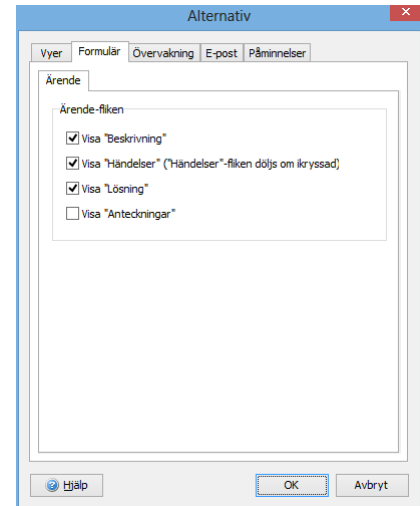 Alternativ
Vyer Formulär Övervakning E-post Påminnelser
Ärende
Ärende-fliken
Visa "Beskrivning"
Visa "Händelser" ("Händelser"-fliken döljs om ikryssad)
Visa "Lösning"
Visa "Anteckningar"
Hjälp OK Avbryt